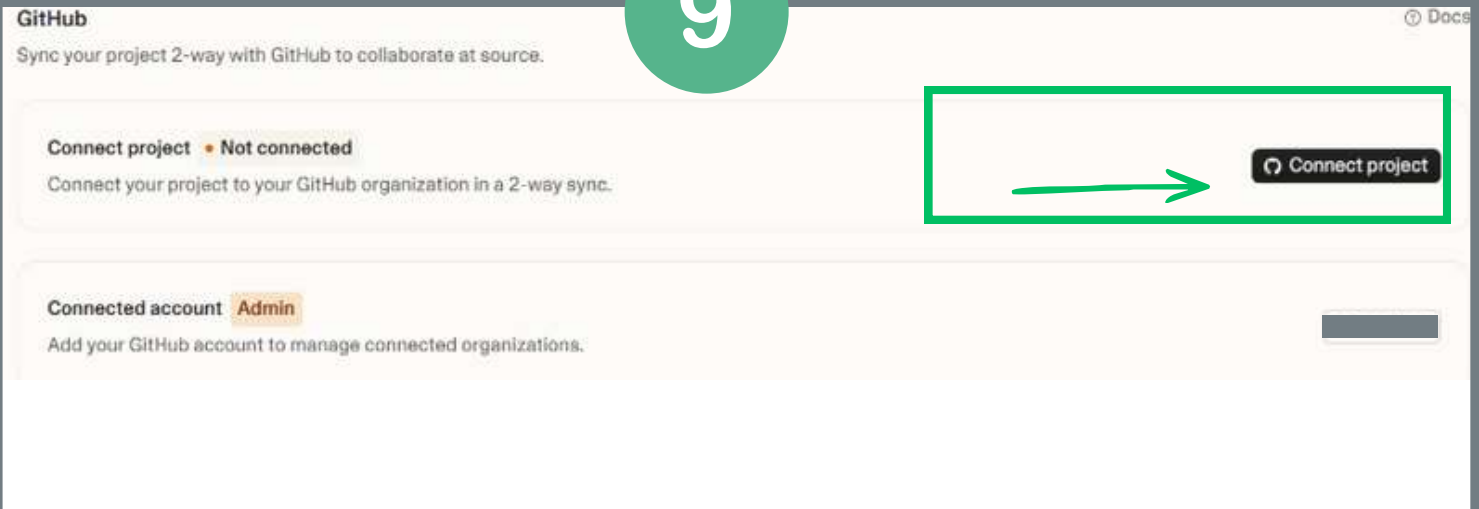 9
GitHub
Docs
Sync your project 2-way with GitHub to collaborate at source.
Connect project • Not connected
Connect your project to your GitHub organization in a 2-way sync.
Connect project
Connected account Admin
Add your GitHub account to manage connected organizations.